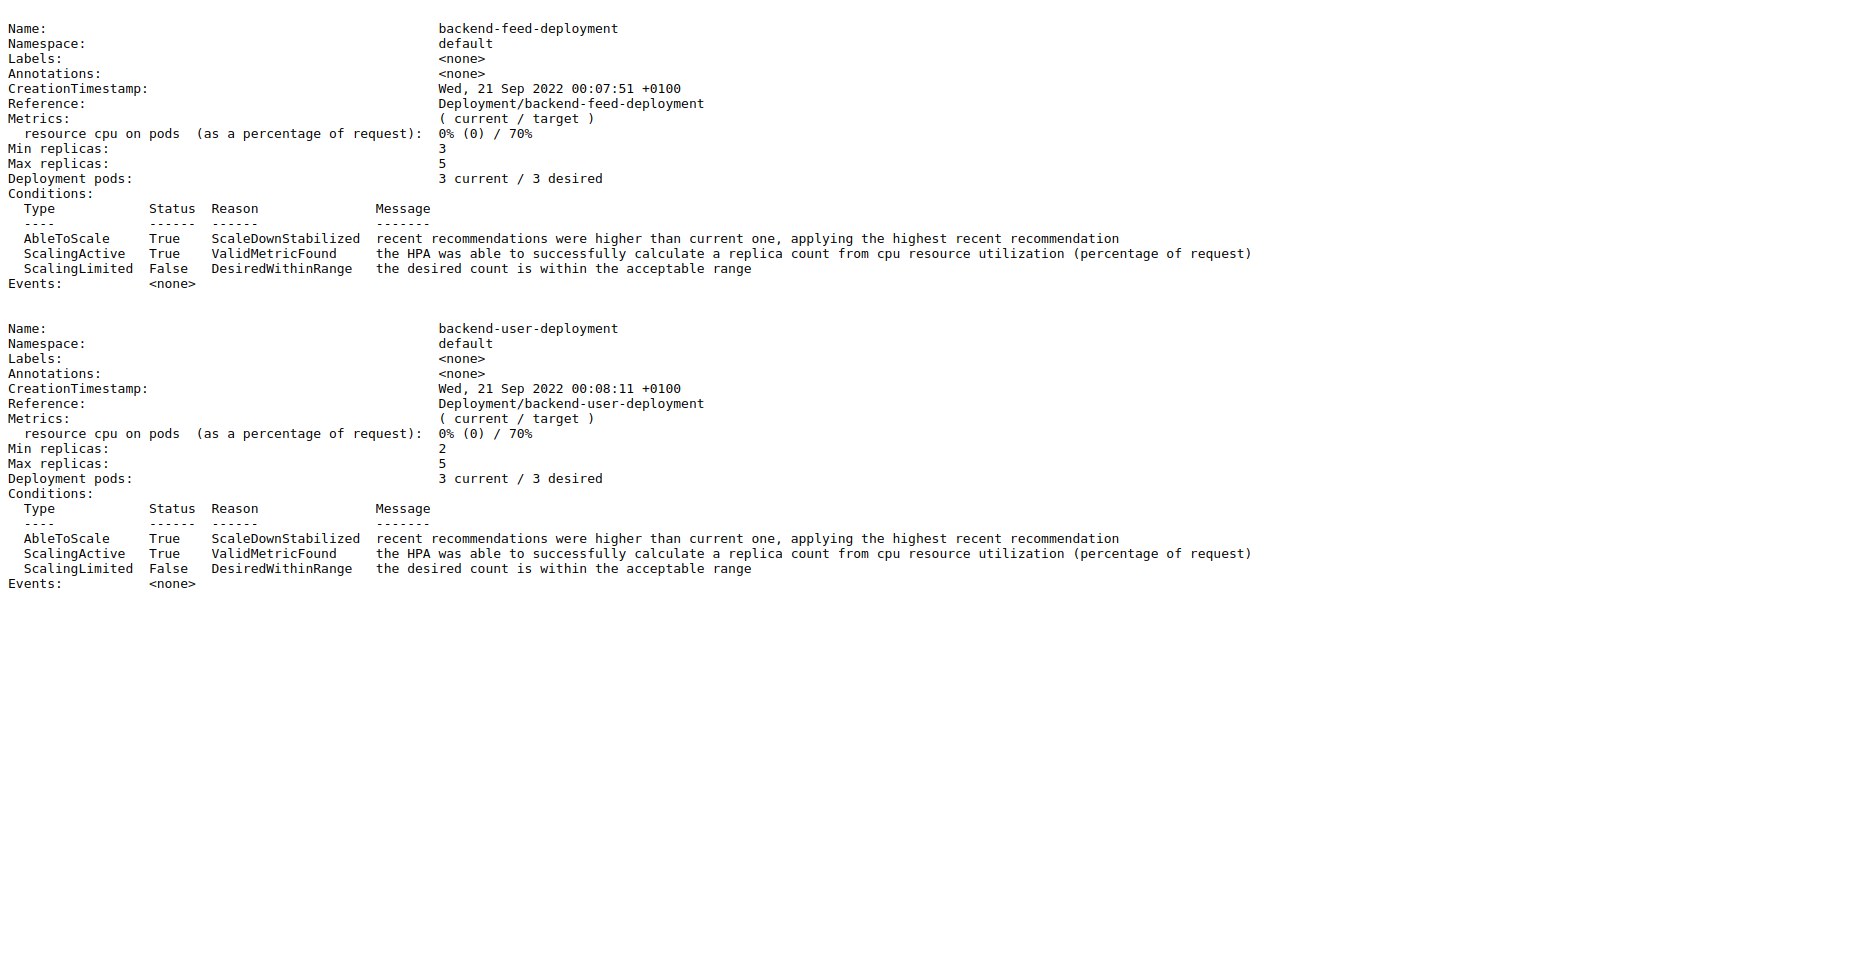 Name:                                                  backend-feed-deployment
Namespace:                                             default
Labels:                                                <none>
Annotations:                                           <none>
CreationTimestamp:                                     Wed, 21 Sep 2022 00:07:51 +0100
Reference:                                             Deployment/backend-feed-deployment
Metrics:                                               ( current / target )
  resource cpu on pods  (as a percentage of request):  0% (0) / 70%
Min replicas:                                          3
Max replicas:                                          5
Deployment pods:                                       3 current / 3 desired
Conditions:
  Type            Status  Reason               Message
  ----            ------  ------               -------
  AbleToScale     True    ScaleDownStabilized  recent recommendations were higher than current one, applying the highest recent recommendation
  ScalingActive   True    ValidMetricFound     the HPA was able to successfully calculate a replica count from cpu resource utilization (percentage of request)
  ScalingLimited  False   DesiredWithinRange   the desired count is within the acceptable range
Events:           <none>
Name:                                                  backend-user-deployment
Namespace:                                             default
Labels:                                                <none>
Annotations:                                           <none>
CreationTimestamp:                                     Wed, 21 Sep 2022 00:08:11 +0100
Reference:                                             Deployment/backend-user-deployment
Metrics:                                               ( current / target )
  resource cpu on pods  (as a percentage of request):  0% (0) / 70%
Min replicas:                                          2
Max replicas:                                          5
Deployment pods:                                       3 current / 3 desired
Conditions:
  Type            Status  Reason               Message
  ----            ------  ------               -------
  AbleToScale     True    ScaleDownStabilized  recent recommendations were higher than current one, applying the highest recent recommendation
  ScalingActive   True    ValidMetricFound     the HPA was able to successfully calculate a replica count from cpu resource utilization (percentage of request)
  ScalingLimited  False   DesiredWithinRange   the desired count is within the acceptable range
Events:           <none>